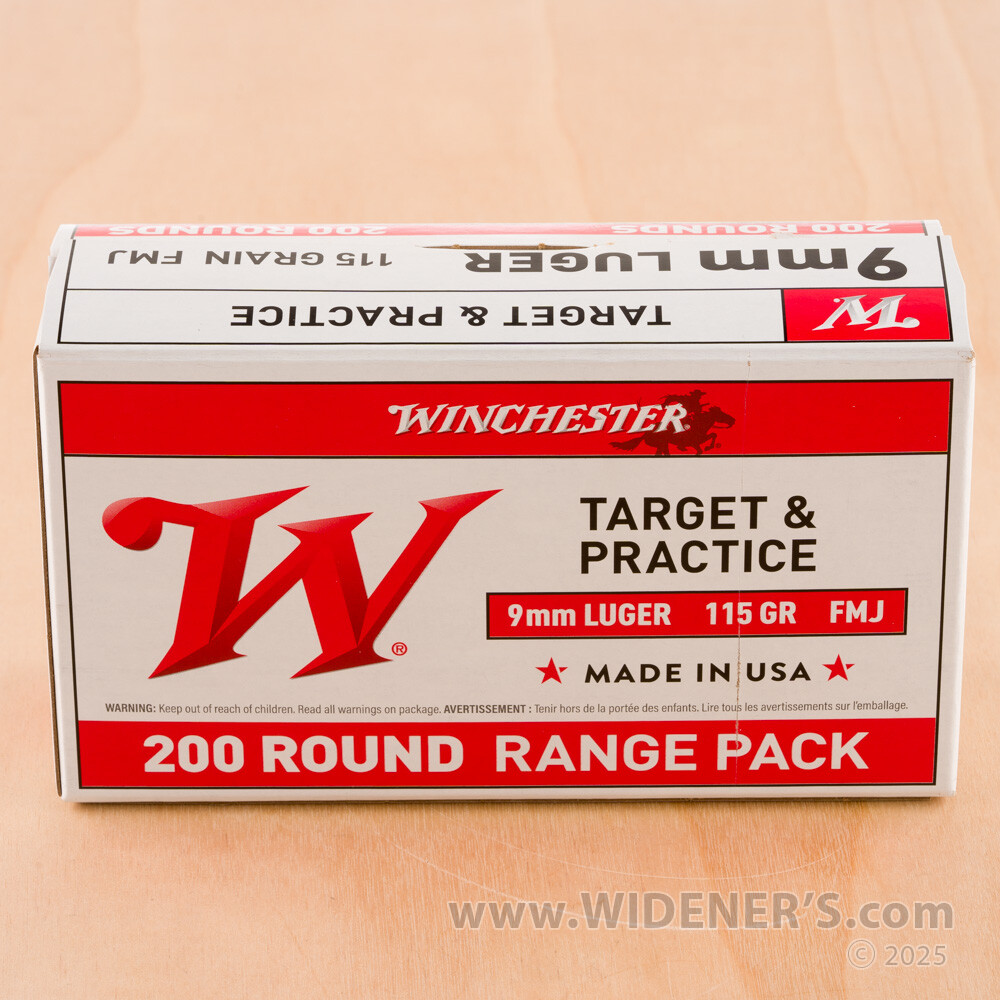 200 ROUNDS 200 ROUNDS
9mm LUGER 115 GRAIN FMJ
W TARGET & PRACTICE
WINCHESTER
W®
TARGET &
PRACTICE
9mm LUGER 115 GR FMJ
MADE IN USA
WARNING: Keep out of reach of children. Read all warnings on package. AVERTISSEMENT : Tenir hors de la portée des enfants. Lire tous les avertissements sur l'emballage.
200 ROUND RANGE PACK
www.WIDENER'S.com
© 2025